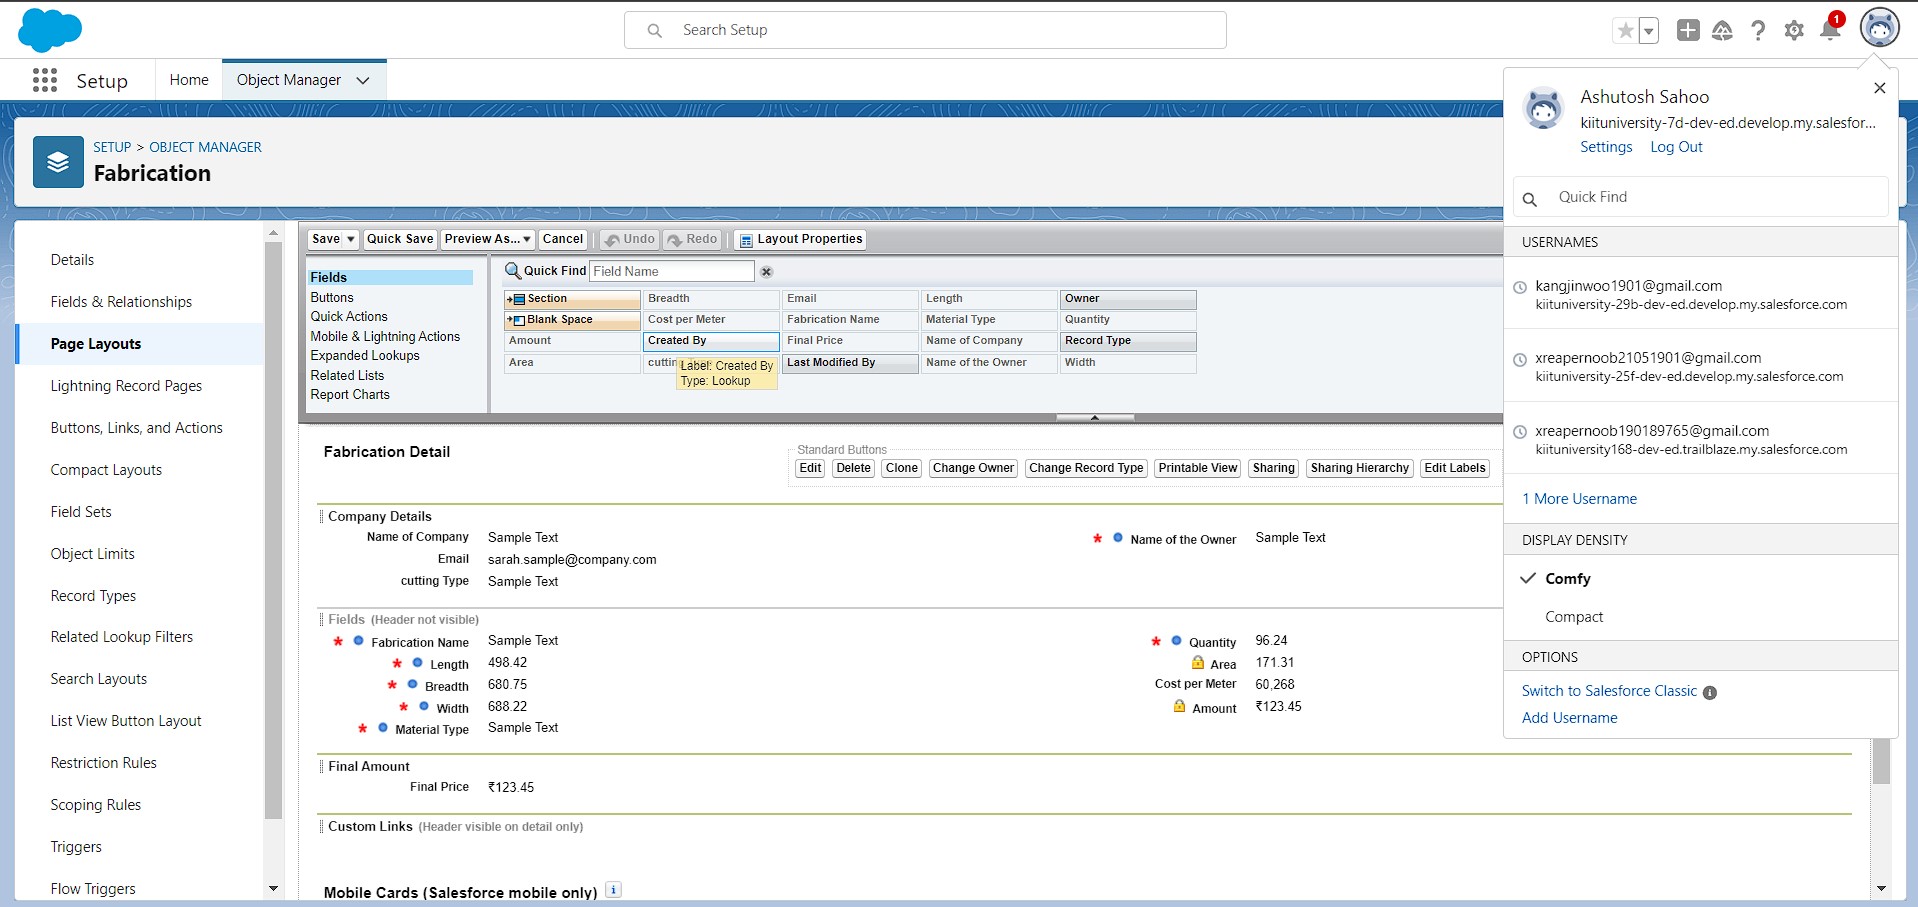 Search Setup
1
Setup
Home
Object Manager
SETUP > OBJECT MANAGER
Fabrication
Details
Fields & Relationships
Page Layouts
Lightning Record Pages
Buttons, Links, and Actions
Compact Layouts
Field Sets
Object Limits
Record Types
Related Lookup Filters
Search Layouts
List View Button Layout
Restriction Rules
Scoping Rules
Triggers
Flow Triggers
Save Quick Save Preview As... Cancel Undo Redo Layout Properties
Fields
Buttons
Quick Actions
Mobile & Lightning Actions
Expanded Lookups
Related Lists
Report Charts
Quick Find Field Name
Section Breadth Email Length Owner
Blank Space Cost per Meter Fabrication Name Material Type Quantity
Amount Created By Final Price Name of Company Record Type
Area cutting Last Modified By Name of the Owner Width
Label: Created By
Type: Lookup
Fabrication Detail
Standard Buttons
Edit Delete Clone Change Owner Change Record Type Printable View Sharing Sharing Hierarchy Edit Labels
Company Details
Name of Company Sample Text * Name of the Owner Sample Text
Email sarah.sample@company.com
cutting Type Sample Text
Fields (Header not visible)
* Fabrication Name Sample Text * Quantity 96.24
* Length 498.42 Area 171.31
* Breadth 680.75 Cost per Meter 60,268
* Width 688.22 Amount ₹123.45
* Material Type Sample Text
Final Amount
Final Price ₹123.45
Custom Links (Header visible on detail only)
Mobile Cards (Salesforce mobile only) i
Ashutosh Sahoo
kiituniversity-7d-dev-ed.develop.my.salesfor...
Settings Log Out
Quick Find
USERNAMES
kangjinwoo1901@gmail.com
kiituniversity-29b-dev-ed.develop.my.salesforce.com
xreapernoob21051901@gmail.com
kiituniversity-25f-dev-ed.develop.my.salesforce.com
xreapernoob190189765@gmail.com
kiituniversity168-dev-ed.trailblaze.my.salesforce.com
1 More Username
DISPLAY DENSITY
Comfy
Compact
OPTIONS
Switch to Salesforce Classic i
Add Username